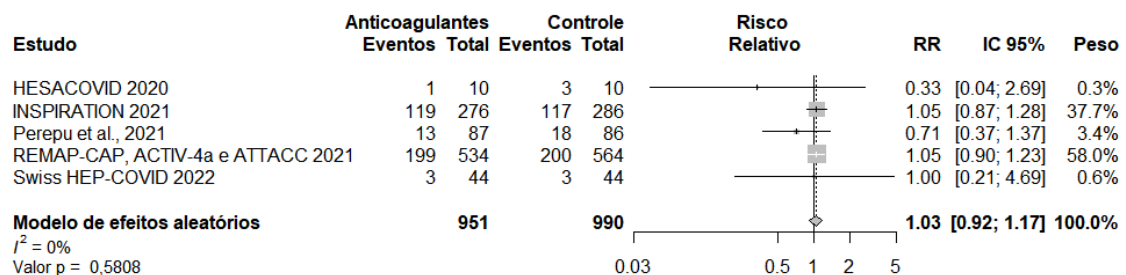 Anticoagulantes Controle Risco
Estudo Eventos Total Eventos Total Relativo RR IC 95% Peso
HESACOVID 2020 1 10 3 10 0.33 [0.04; 2.69] 0.3%
INSPIRATION 2021 119 276 117 286 1.05 [0.87; 1.28] 37.7%
Perepu et al., 2021 13 87 18 86 0.71 [0.37; 1.37] 3.4%
REMAP-CAP, ACTIV-4a e ATTACC 2021 199 534 200 564 1.05 [0.90; 1.23] 58.0%
Swiss HEP-COVID 2022 3 44 3 44 1.00 [0.21; 4.69] 0.6%
Modelo de efeitos aleatórios 951 990 1.03 [0.92; 1.17] 100.0%
I² = 0%
Valor p = 0,5808 0.03 0.5 1 2 5